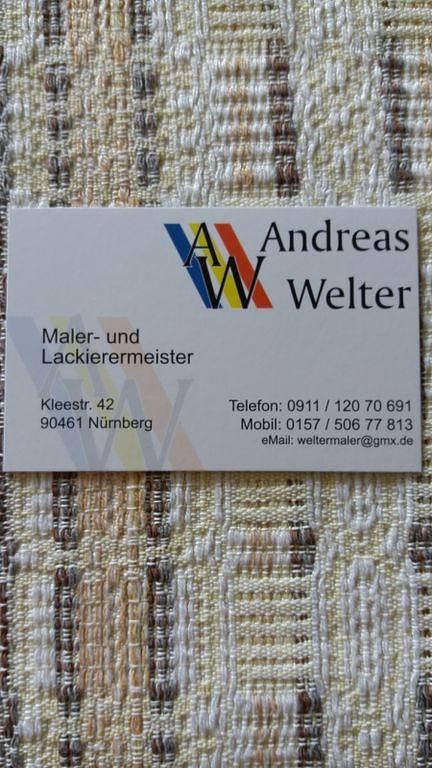 AW
Andreas
Welter
Maler- und
Lackierermeister
Kleestr. 42
90461 Nürnberg
Telefon: 0911 / 120 70 691
Mobil: 0157 / 506 77 813
eMail: weltermaler@gmx.de
AW